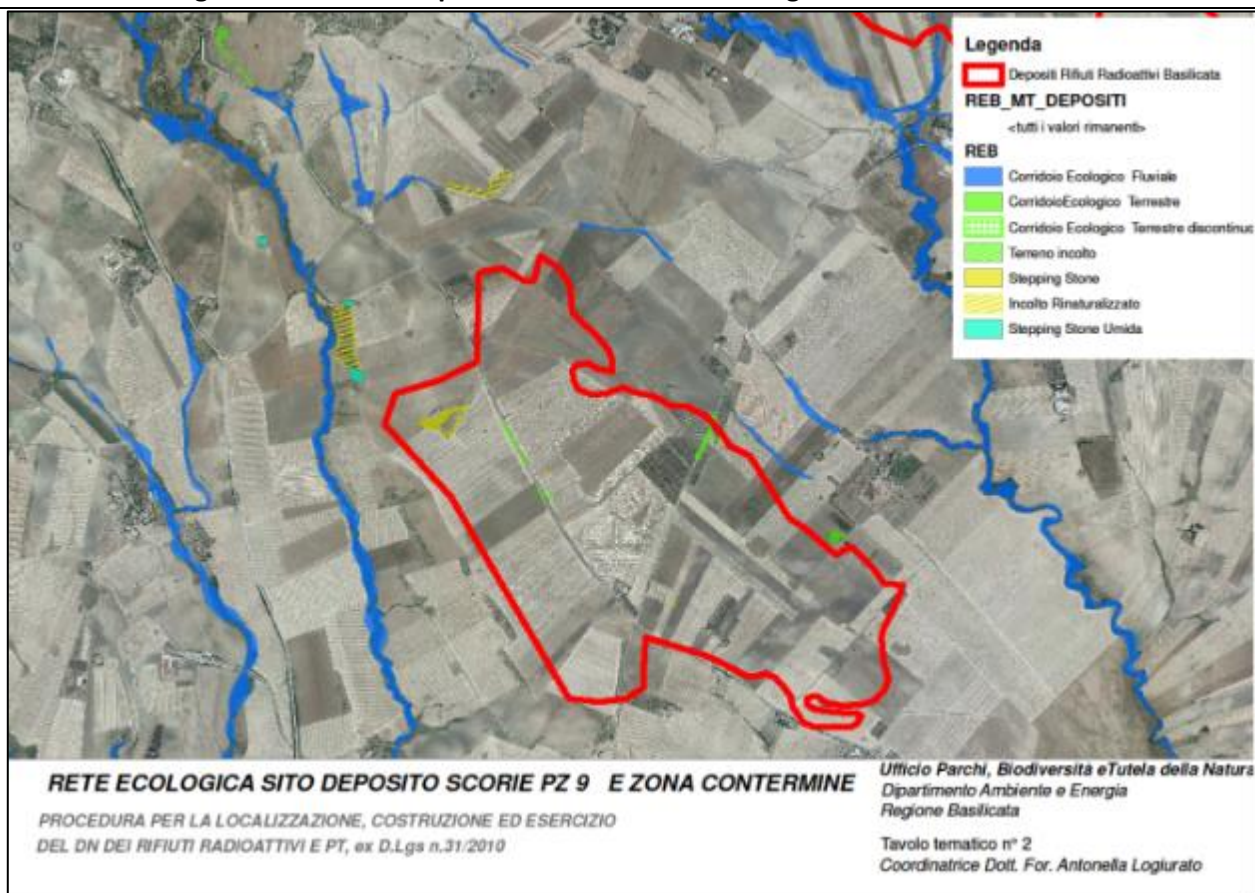 Legenda
Depositi Rifiuti Radioattivi Basilicata
REB_MT_DEPOSITI
<tutti i valori rimanenti>
REB
Corridoio Ecologico Fluviale
CorridoioEcologico Terrestre
Corridoio Ecologico Terrestre discontinuc
Terreno incolto
Stepping Stone
Incolto Rinaturalizzato
Stepping Stone Umida
RETE ECOLOGICA SITO DEPOSITO SCORIE PZ 9 E ZONA CONTERMINE
PROCEDURA PER LA LOCALIZZAZIONE, COSTRUZIONE ED ESERCIZIO
DEL DN DEI RIFIUTI RADIOATTIVI E PT, ex D.Lgs n.31/2010
Ufficio Parchi, Biodiversità eTutela della Natura
Dipartimento Ambiente e Energia
Regione Basilicata
Tavolo tematico n° 2
Coordinatrice Dott. For. Antonella Logiurato